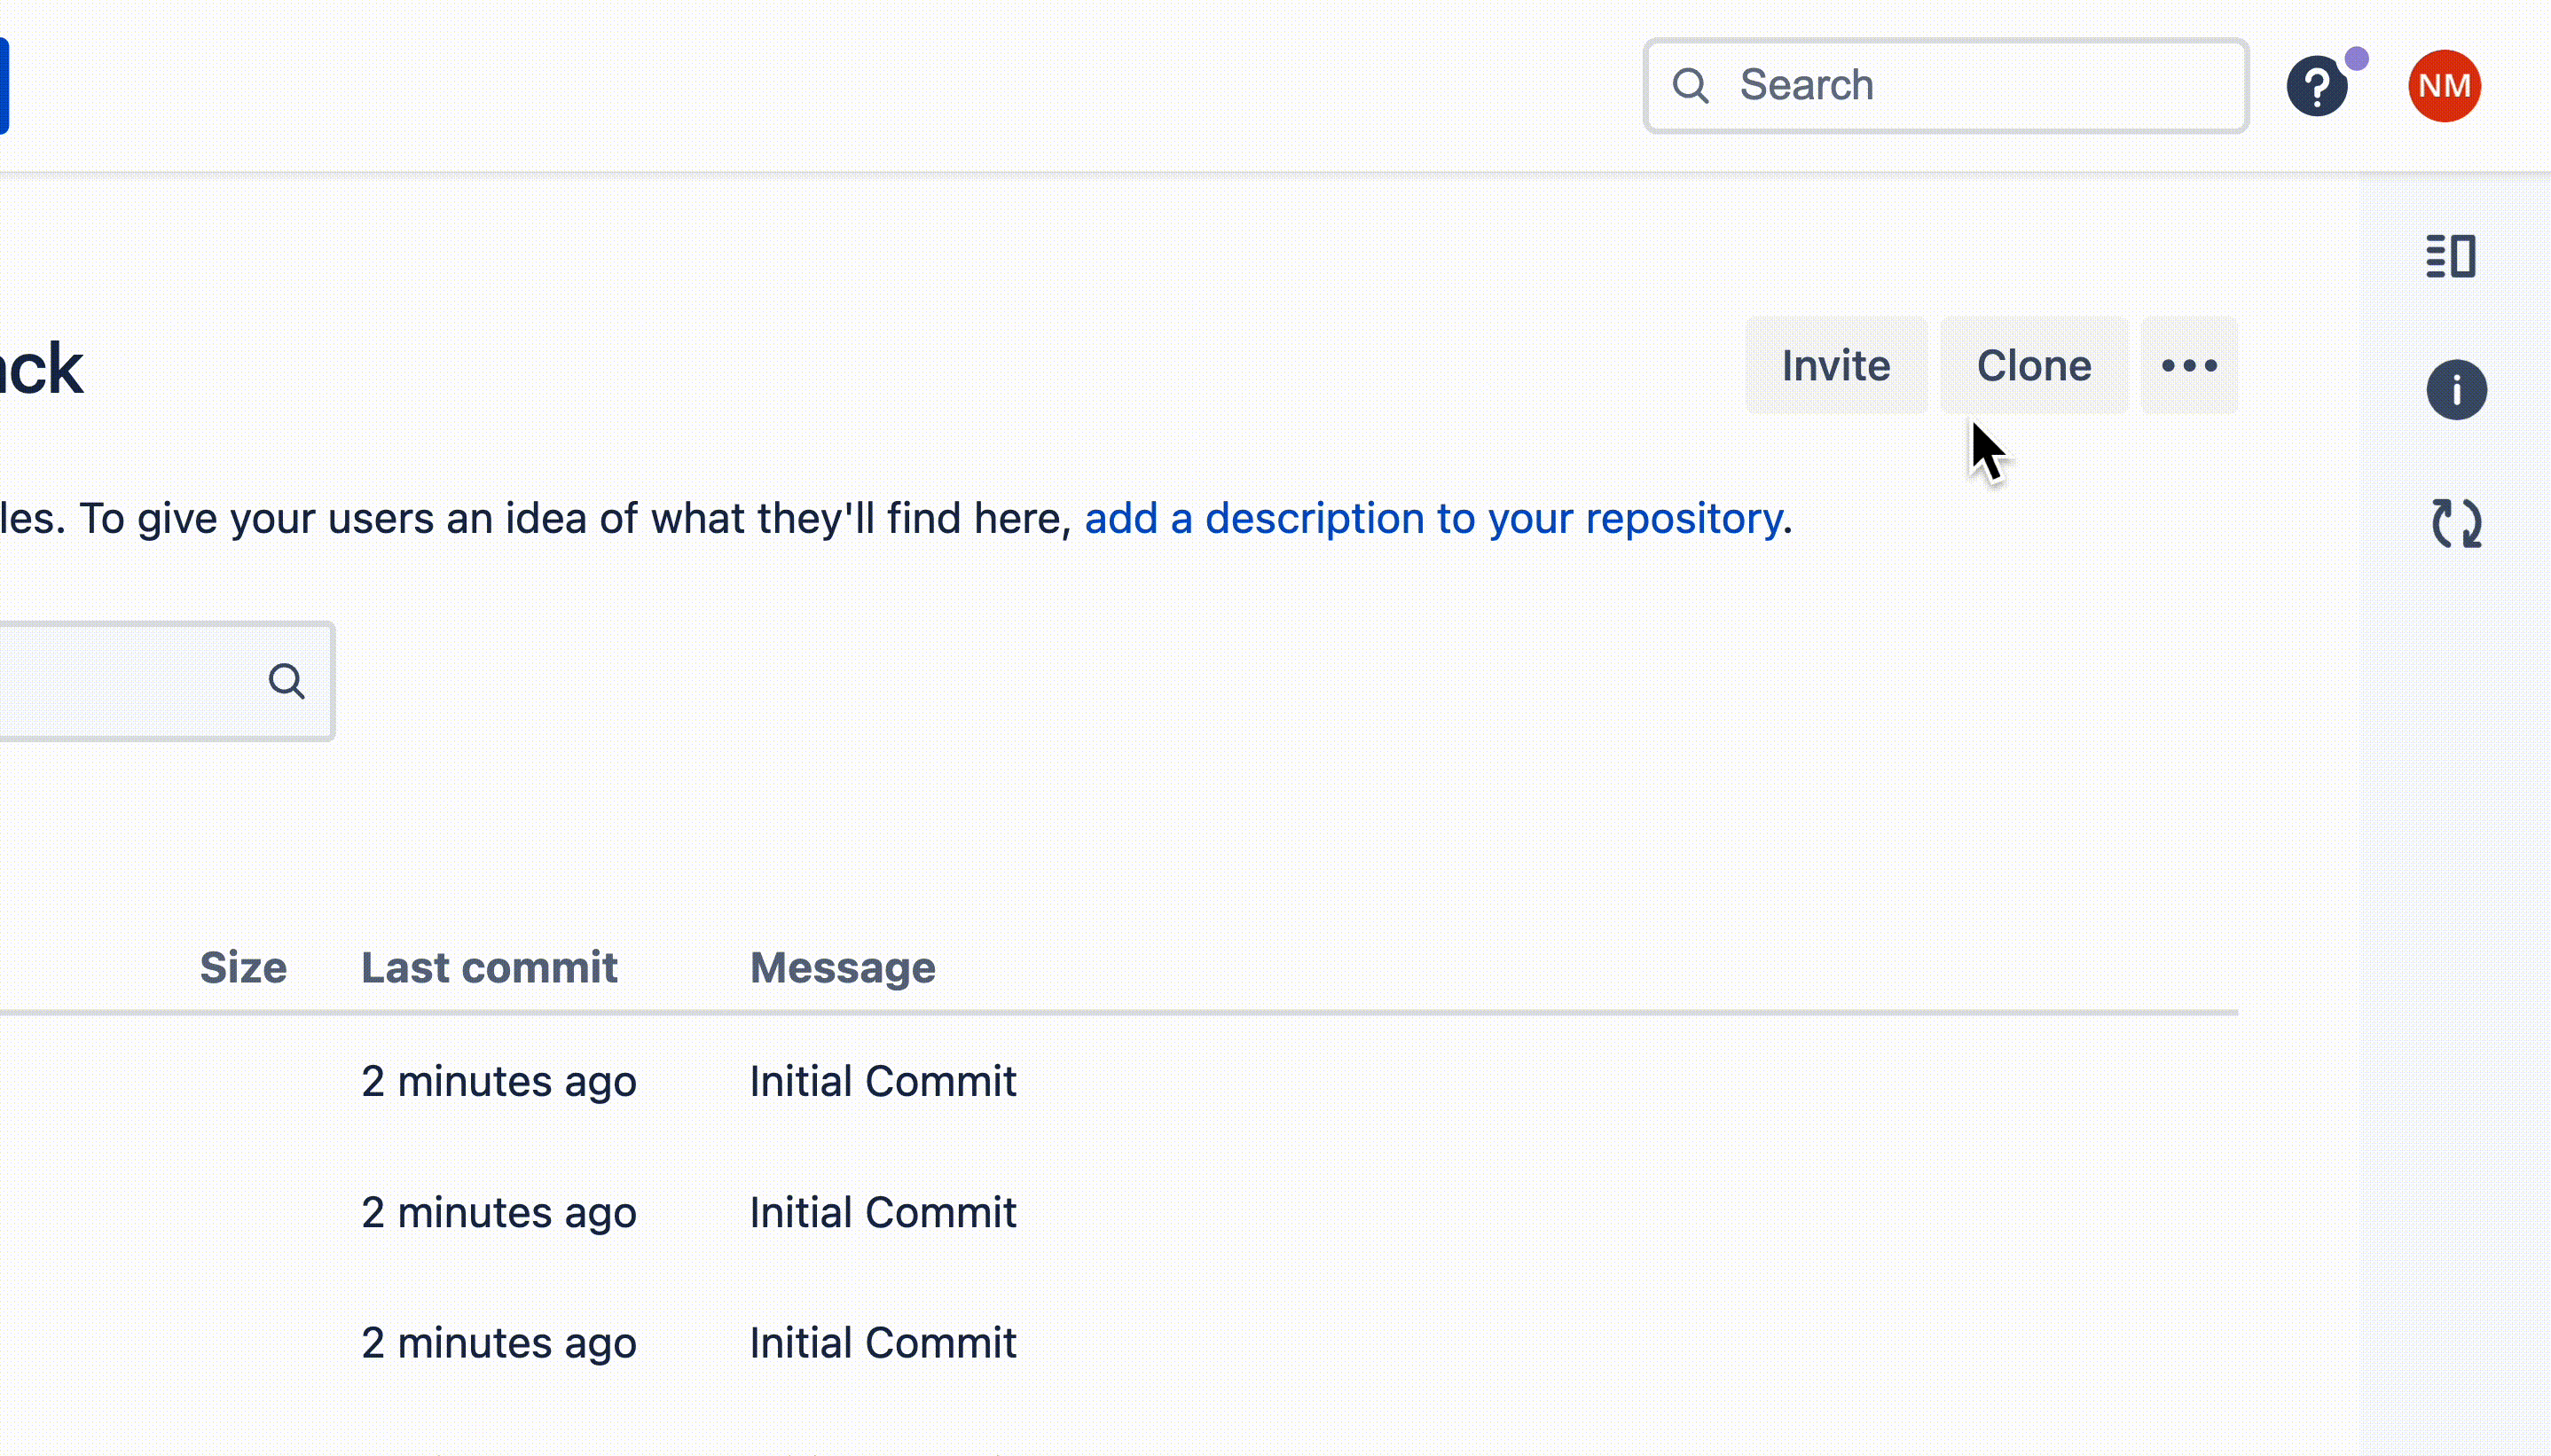 Search
NM
ack
Invite
Clone
les. To give your users an idea of what they'll find here, add a description to your repository.
Size Last commit Message
2 minutes ago Initial Commit
2 minutes ago Initial Commit
2 minutes ago Initial Commit